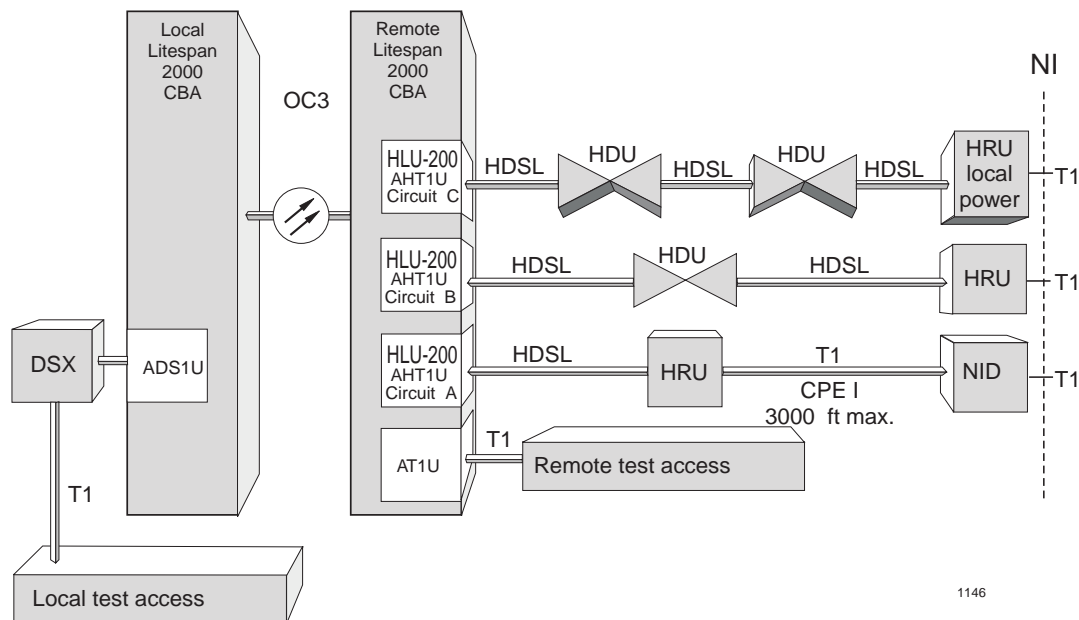 Local
Litespan
2000
CBA
OC3
Remote
Litespan
2000
CBA
NI
HLU-200
AHT1U
Circuit C
HDSL
HDU
HDSL
HDU
HDSL
HRU
local
power
T1
HLU-200
AHT1U
Circuit B
HDSL
HDU
HDSL
HRU
T1
DSX
ADS1U
HLU-200
AHT1U
Circuit A
HDSL
HRU
T1
CPE I
3000 ft max.
NID
T1
AT1U
T1
Remote test access
T1
Local test access
1146